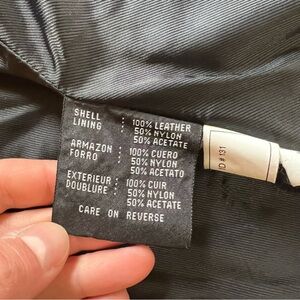 SHELL : 100% LEATHER
LINING : 50% NYLON
50% ACETATE
ARMAZON : 100% CUERO
FORRO : 50% NYLON
50% ACETATO
EXTERIEUR : 100% CUIR
DOUBLURE : 50% NYLON
50% ACETATE
CARE ON REVERSE